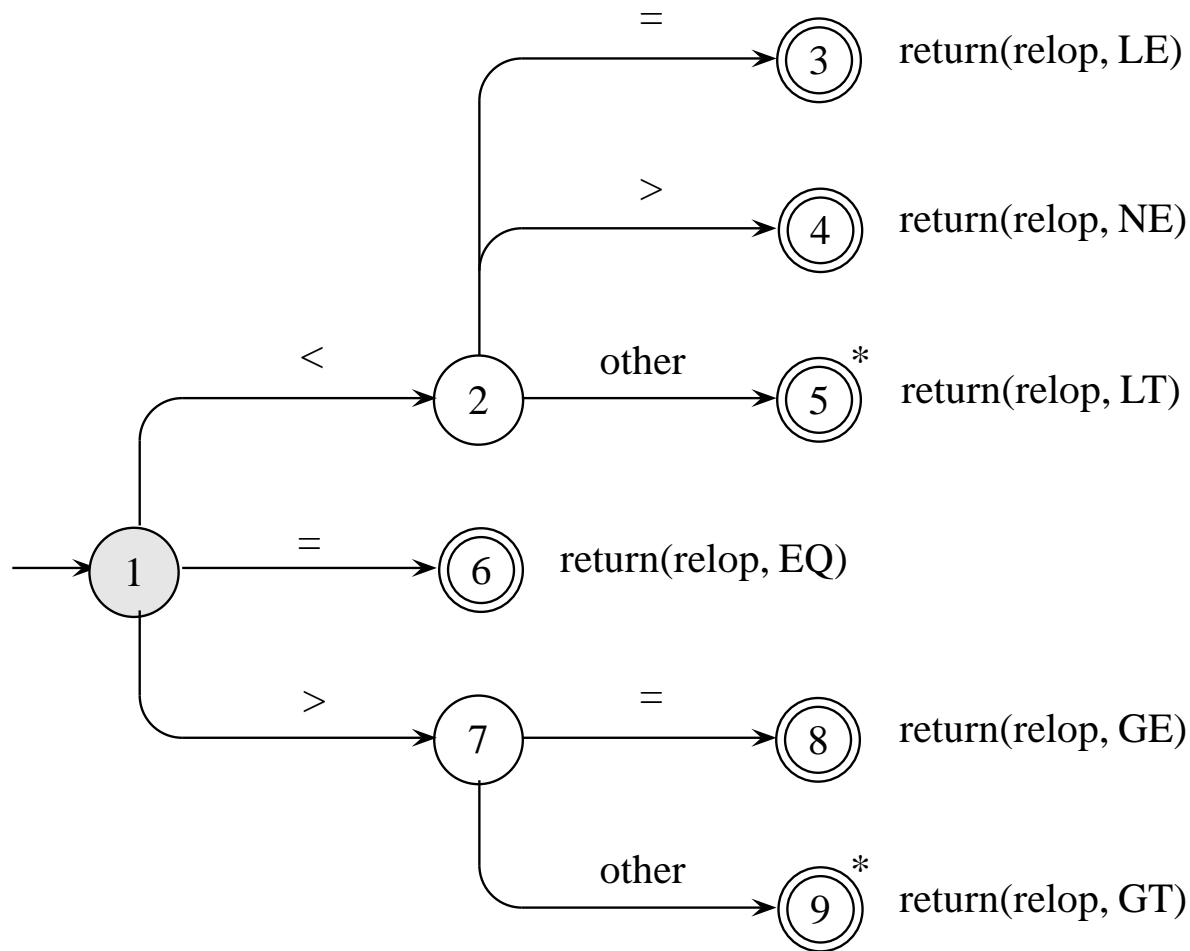 =
3 return(relop, LE)
>
4 return(relop, NE)
<
other
*
2 5 return(relop, LT)
=
1 6 return(relop, EQ)
>
=
7 8 return(relop, GE)
other
*
9 return(relop, GT)